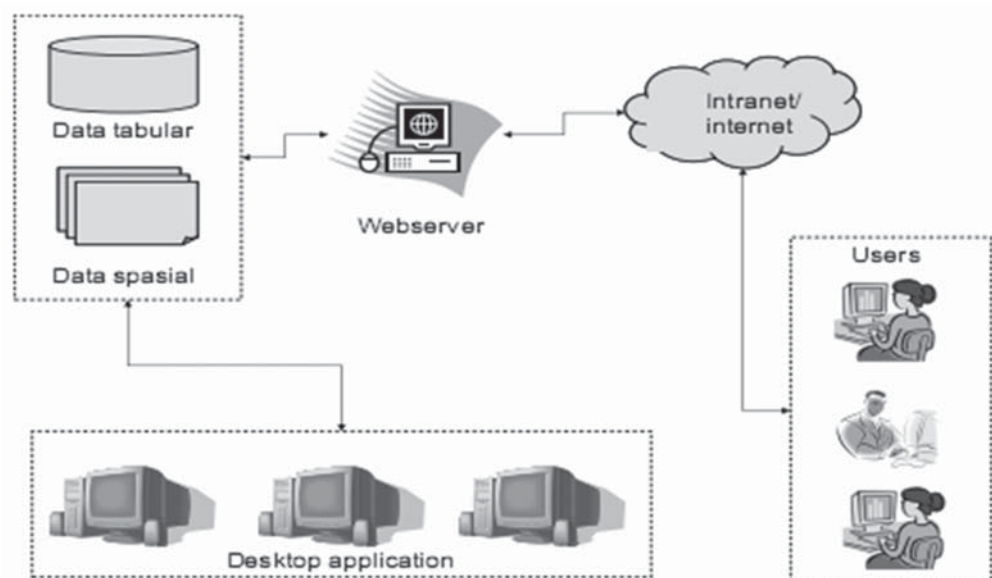 Data tabular
Data spasial
Webserver
Intranet/
internet
Users
Desktop application